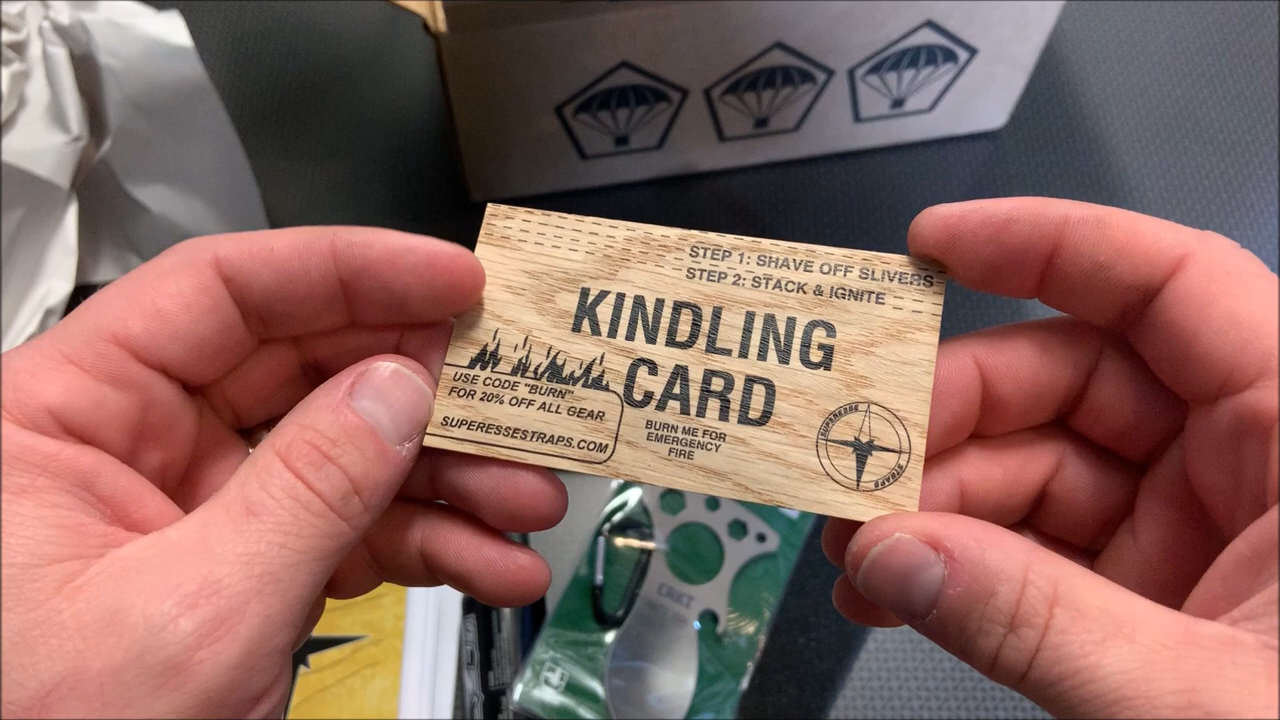 STEP 1: SHAVE OFF SLIVERS
STEP 2: STACK & IGNITE
KINDLING
CARD
USE CODE "BURN"
FOR 20% OFF ALL GEAR
SUPERESSESTRAPS.COM
BURN ME FOR
EMERGENCY
FIRE
SUPERESSE
STRAPS
CRKT